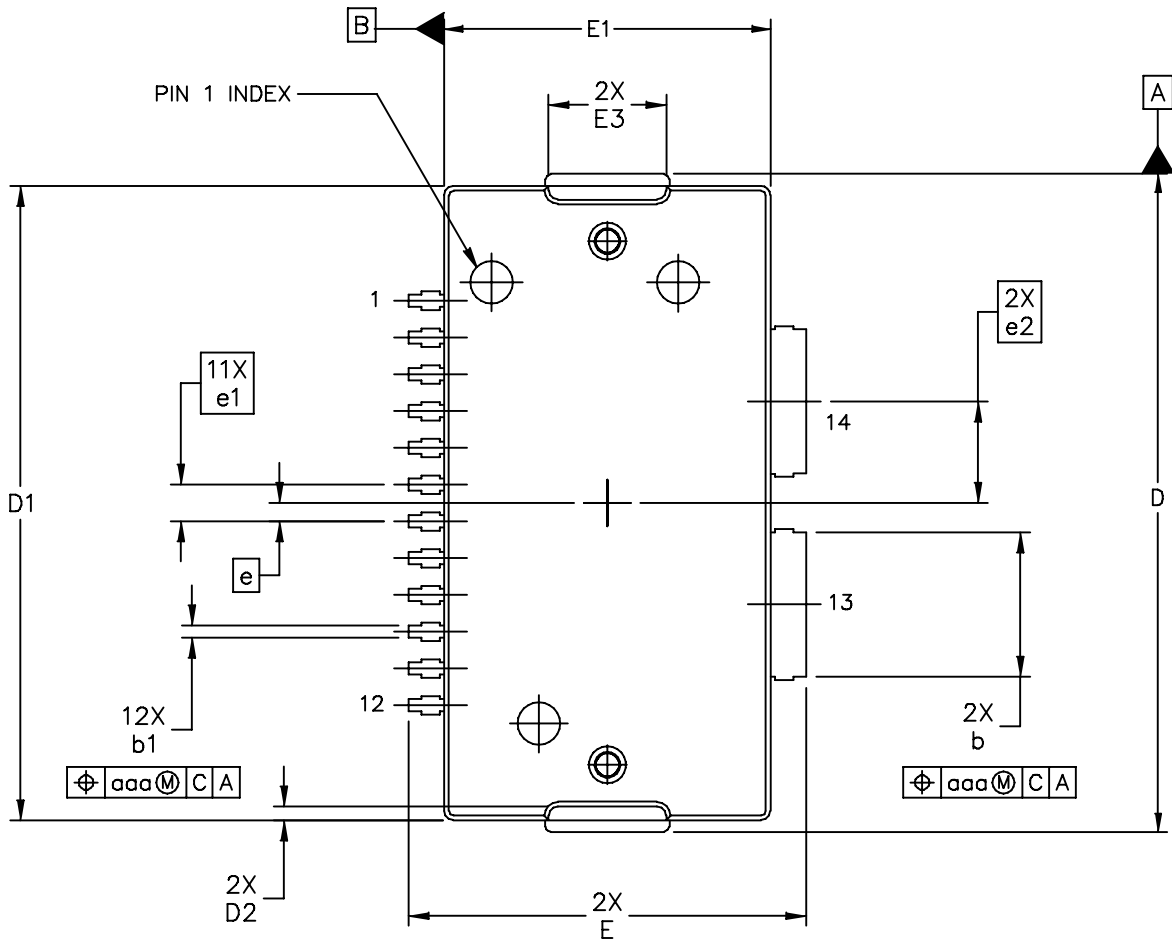 B
E1
PIN 1 INDEX
2X
E3
A
1
2X
e2
11X
e1
14
D1
D
e
13
12
12X
b1
2X
b
⌖ aaa Ⓜ C A
⌖ aaa Ⓜ C A
2X
D2
2X
E